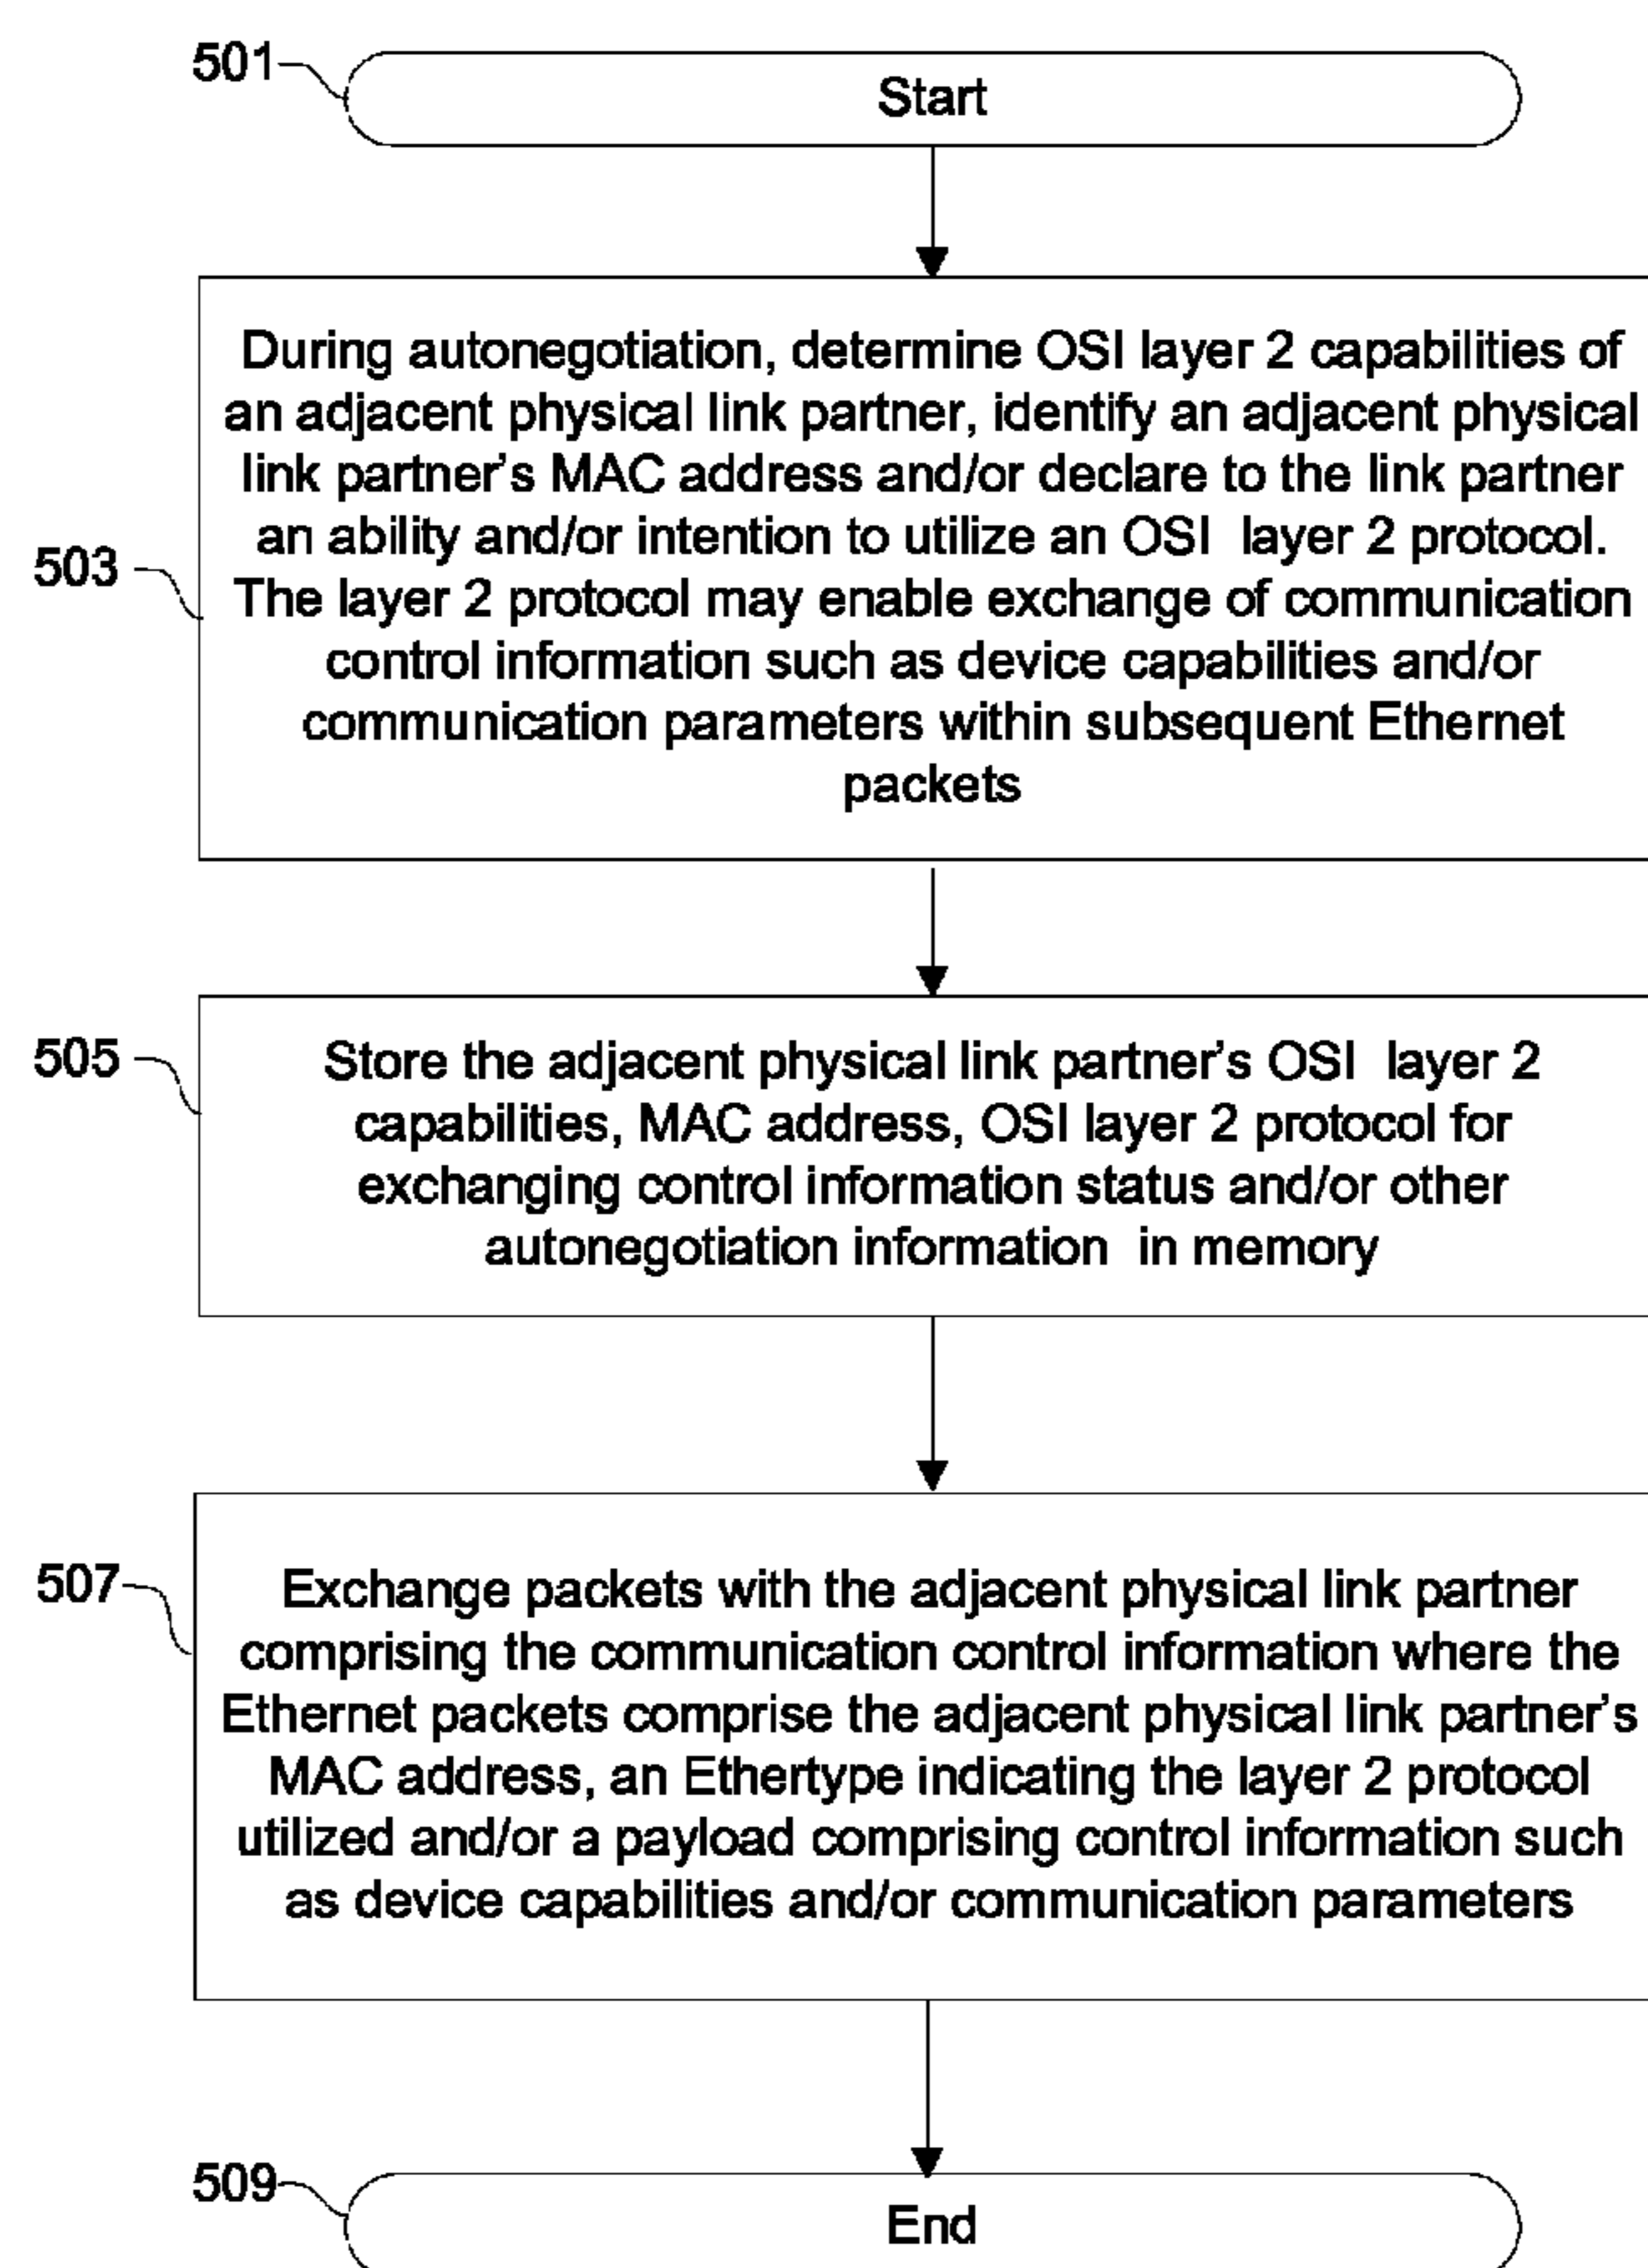 501
Start
During autonegotiation, determine OSI layer 2 capabilities of
an adjacent physical link partner, identify an adjacent physical
link partner's MAC address and/or declare to the link partner
an ability and/or intention to utilize an OSI layer 2 protocol.
503
The layer 2 protocol may enable exchange of communication
control information such as device capabilities and/or
communication parameters within subsequent Ethernet
packets
505
Store the adjacent physical link partner's OSI layer 2
capabilities, MAC address, OSI layer 2 protocol for
exchanging control information status and/or other
autonegotiation information in memory
507
Exchange packets with the adjacent physical link partner
comprising the communication control information where the
Ethernet packets comprise the adjacent physical link partner's
MAC address, an Ethertype indicating the layer 2 protocol
utilized and/or a payload comprising control information such
as device capabilities and/or communication parameters
509
End